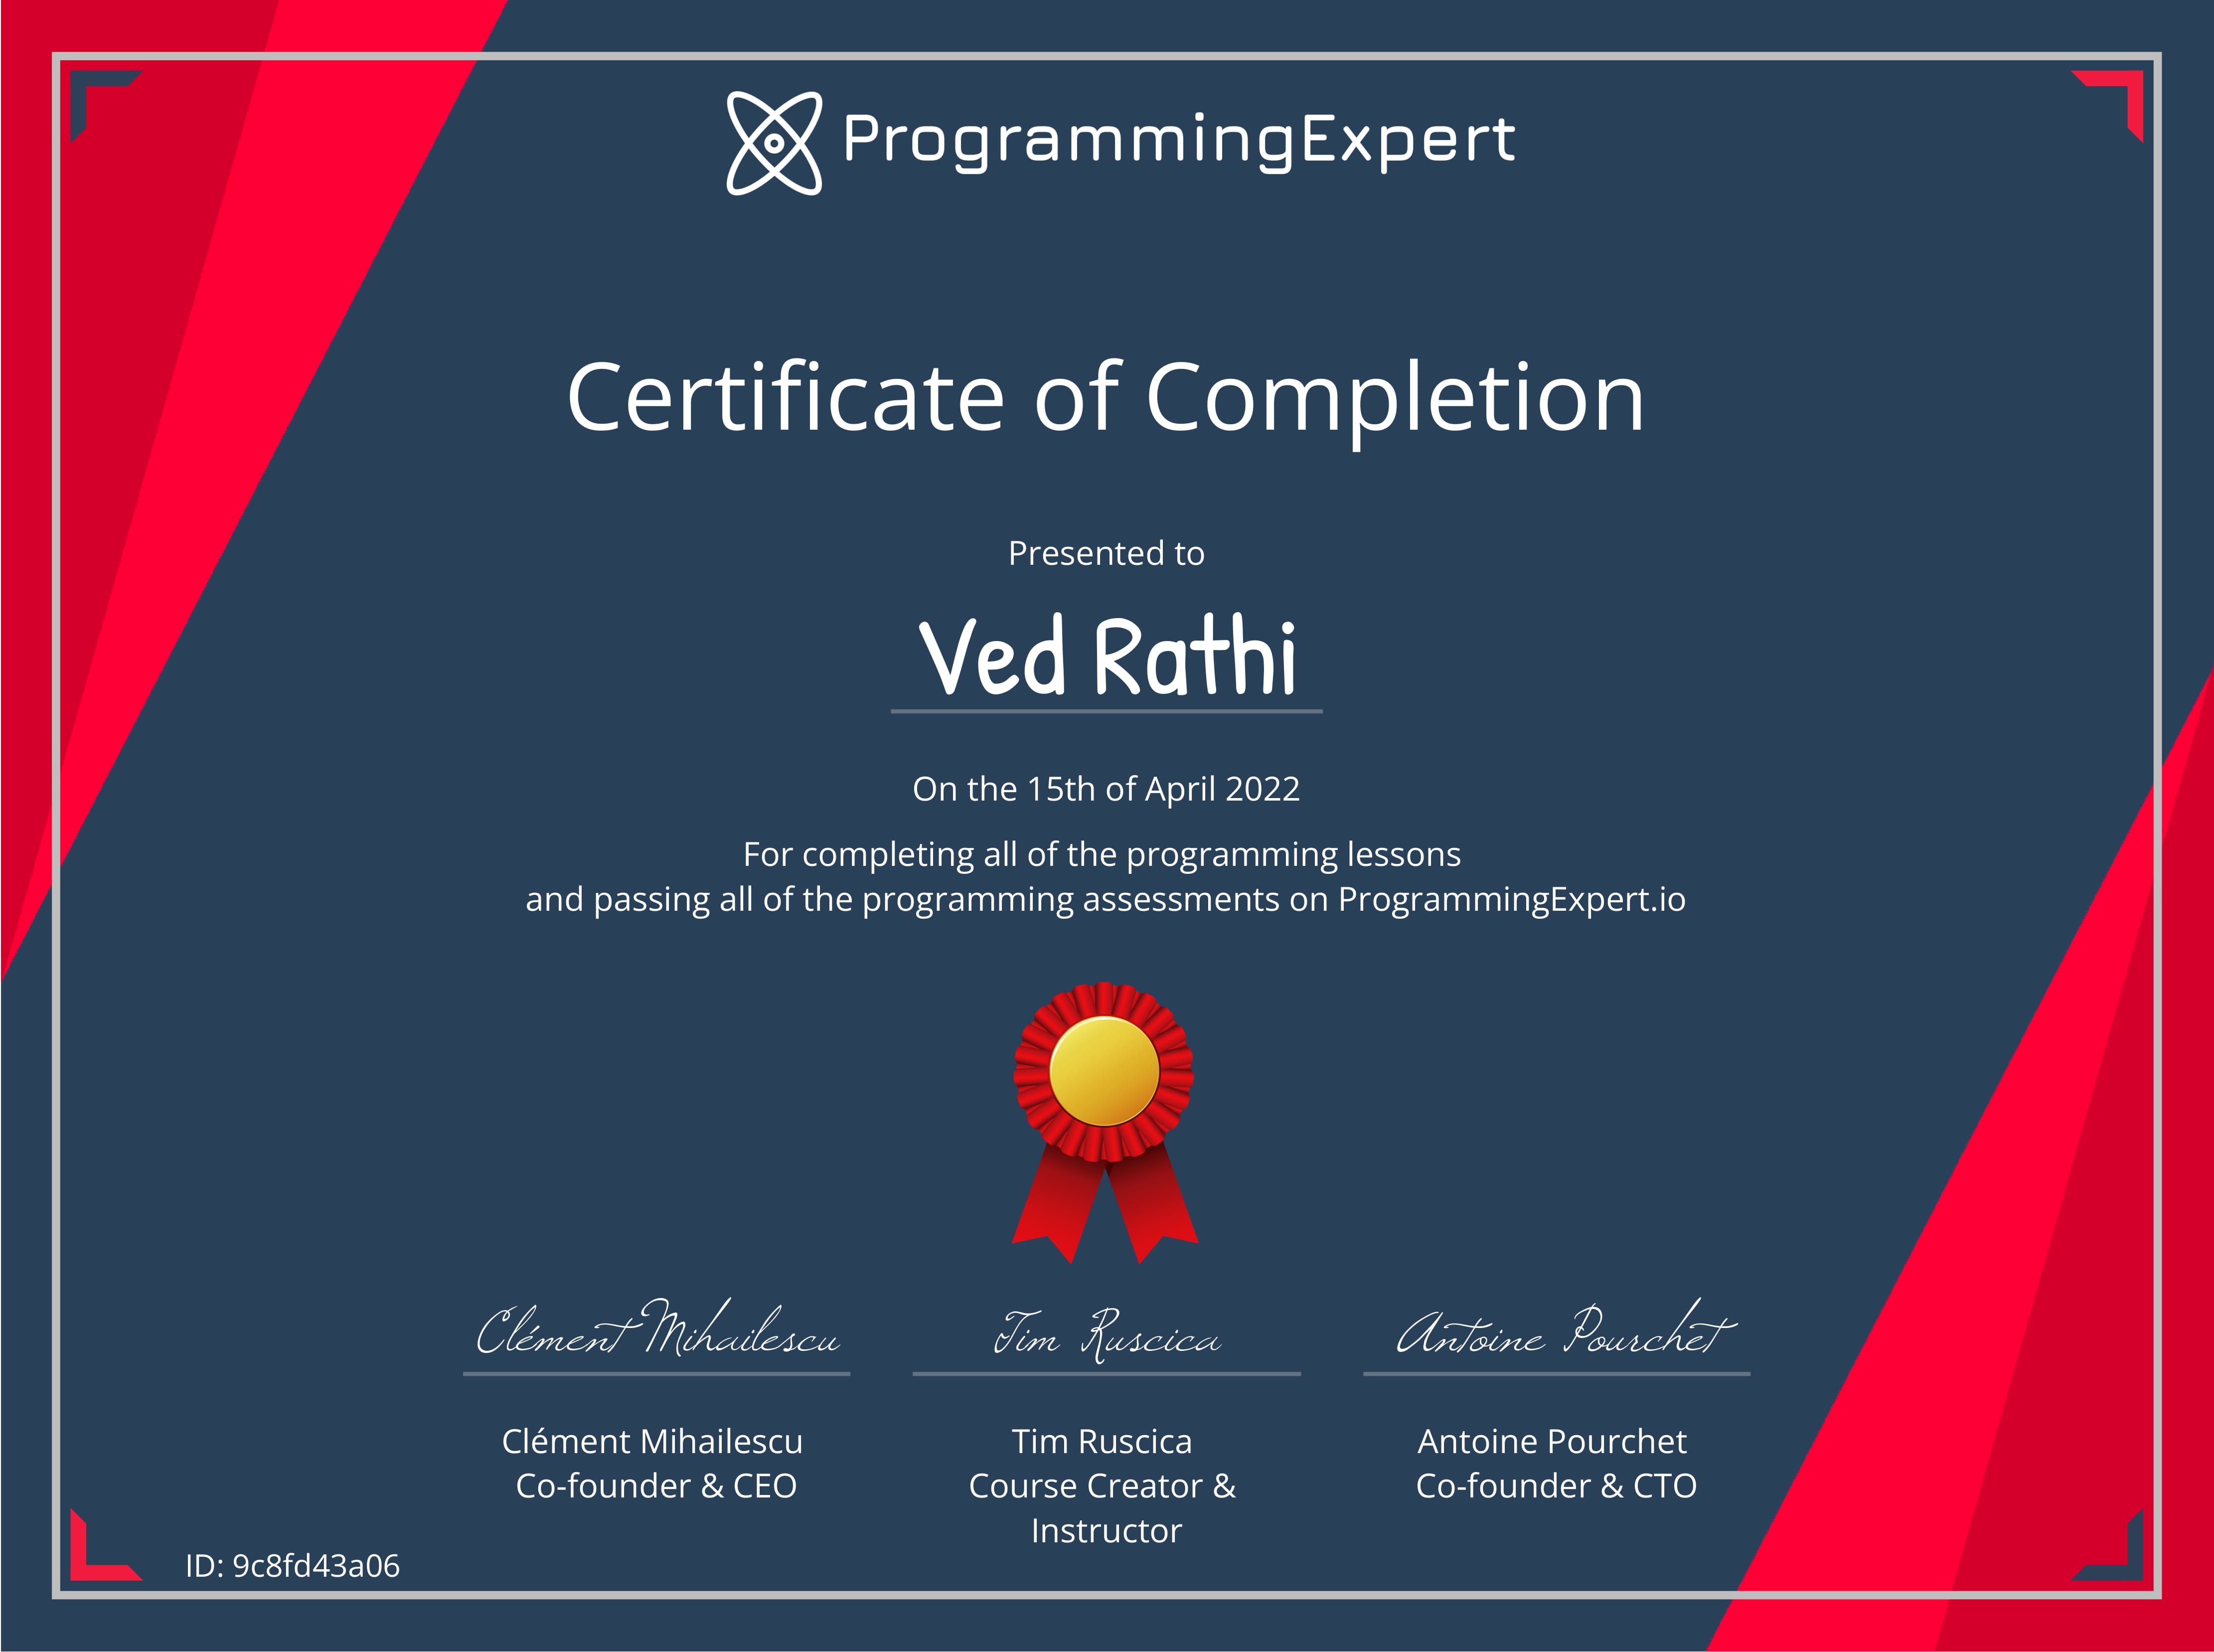 ProgrammingExpert
Certificate of Completion
Presented to
Ved Rathi
On the 15th of April 2022
For completing all of the programming lessons
and passing all of the programming assessments on ProgrammingExpert.io
Clément Mihailescu
Tim Ruscica
Antoine Pourchet
Clément Mihailescu
Co-founder & CEO
Tim Ruscica
Course Creator &
Instructor
Antoine Pourchet
Co-founder & CTO
ID: 9c8fd43a06